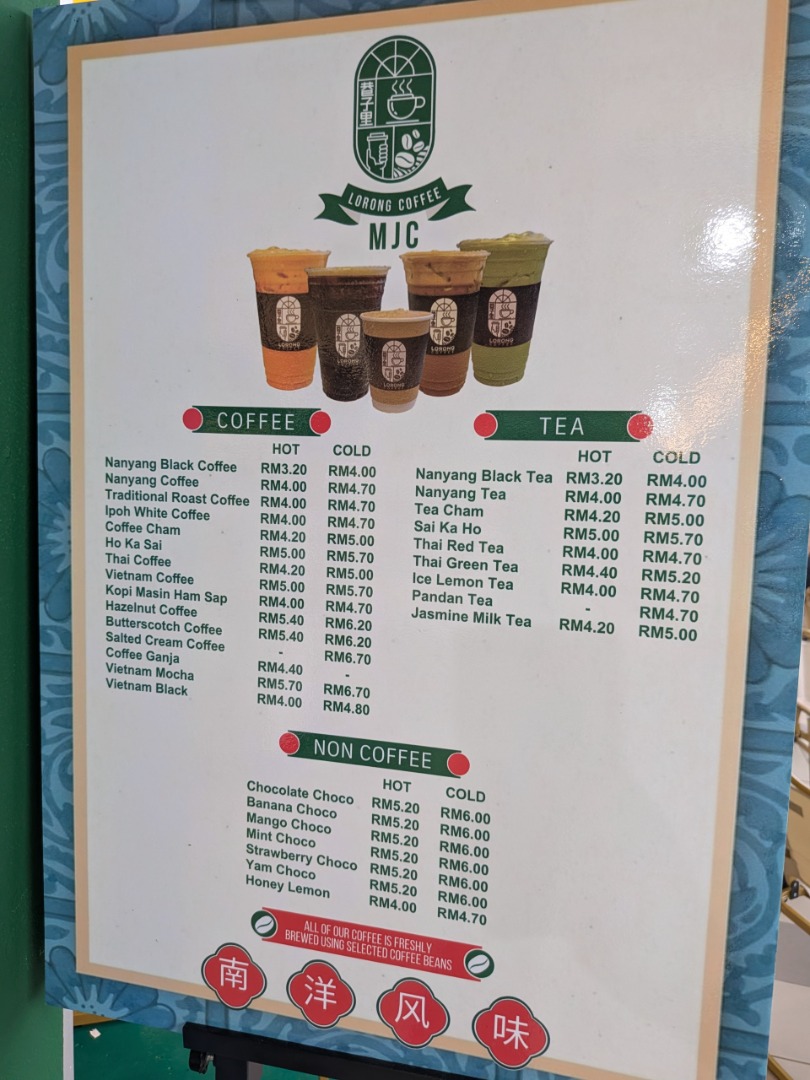 巷子里
LORONG COFFEE
MJC
COFFEE
HOT COLD
Nanyang Black Coffee RM3.20 RM4.00
Nanyang Coffee RM4.00 RM4.70
Traditional Roast Coffee RM4.00 RM4.70
Ipoh White Coffee RM4.00 RM4.70
Coffee Cham RM4.20 RM5.00
Ho Ka Sai RM5.00 RM5.70
Thai Coffee RM4.20 RM5.00
Vietnam Coffee RM5.00 RM5.70
Kopi Masin Ham Sap RM4.00 RM4.70
Hazelnut Coffee RM5.40 RM6.20
Butterscotch Coffee RM5.40 RM6.20
Salted Cream Coffee - RM6.70
Coffee Ganja RM4.40 -
Vietnam Mocha RM5.70 RM6.70
Vietnam Black RM4.00 RM4.80
TEA
HOT COLD
Nanyang Black Tea RM3.20 RM4.00
Nanyang Tea RM4.00 RM4.70
Tea Cham RM4.20 RM5.00
Sai Ka Ho RM5.00 RM5.70
Thai Red Tea RM4.00 RM4.70
Thai Green Tea RM4.40 RM5.20
Ice Lemon Tea RM4.00 RM4.70
Pandan Tea - RM4.70
Jasmine Milk Tea RM4.20 RM5.00
NON COFFEE
HOT COLD
Chocolate Choco RM5.20 RM6.00
Banana Choco RM5.20 RM6.00
Mango Choco RM5.20 RM6.00
Mint Choco RM5.20 RM6.00
Strawberry Choco RM5.20 RM6.00
Yam Choco RM5.20 RM6.00
Honey Lemon RM4.00 RM4.70
ALL OF OUR COFFEE IS FRESHLY
BREWED USING SELECTED COFFEE BEANS
南洋风味